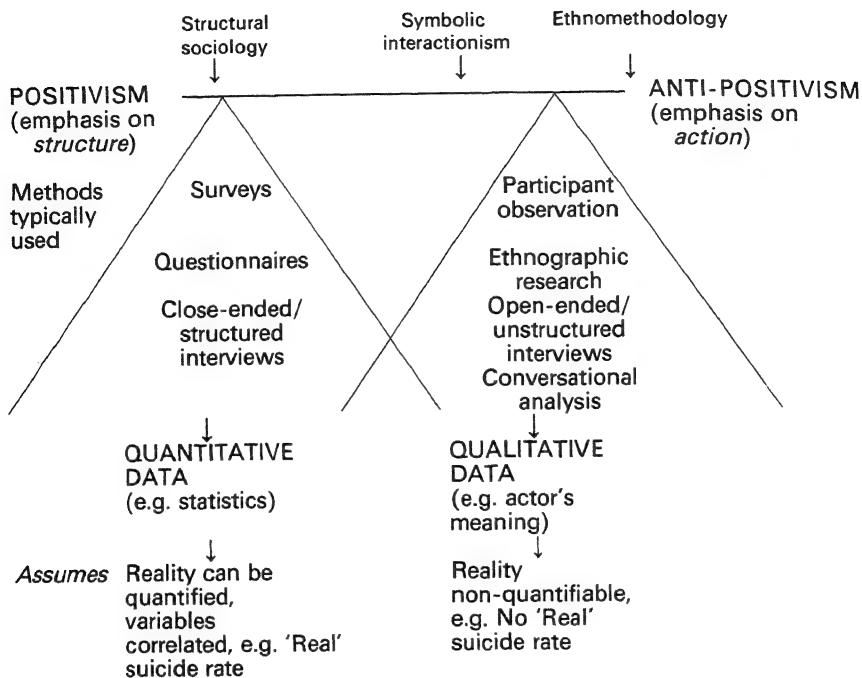 Structural
sociology
Symbolic
interactionism
Ethnomethodology
POSITIVISM
(emphasis on
structure)
ANTI-POSITIVISM
(emphasis on
action)
Methods
typically
used
Surveys
Questionnaires
Close-ended/
structured
interviews
Participant
observation
Ethnographic
research
Open-ended/
unstructured
interviews
Conversational
analysis
QUANTITATIVE
DATA
(e.g. statistics)
QUALITATIVE
DATA
(e.g. actor's
meaning)
Assumes
Reality can be
quantified,
variables
correlated, e.g. 'Real'
suicide rate
Reality
non-quantifiable,
e.g. No 'Real'
suicide rate